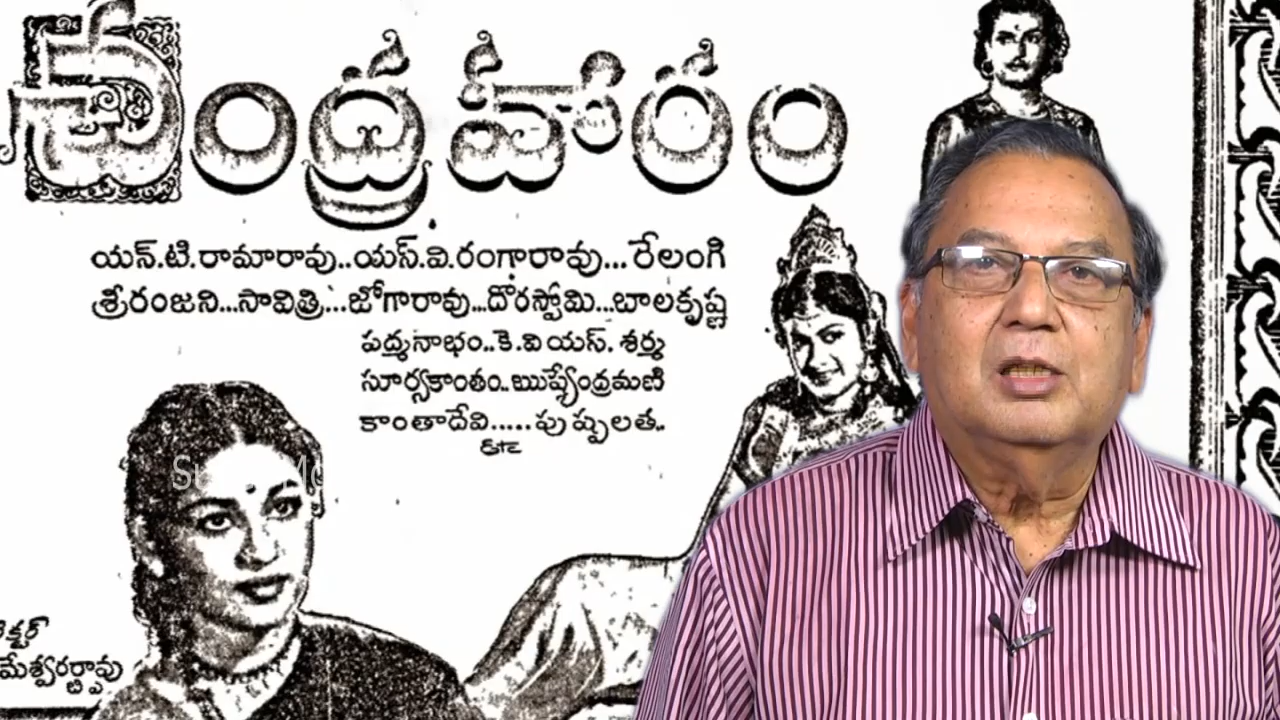 చంద్రహారం
యన్.టి.రామారావు..యస్.వి.రంగారావు...రేలంగి
శ్రీరంజని...సావిత్రి...జోగారావు...దొరస్వామి...బాలకృష్ణ
పద్మనాభం..కె.వి యస్. శర్మ
సూర్యకాంతం..ఋష్యేంద్రమణి
కాంతాదేవి.....పుష్పలత..